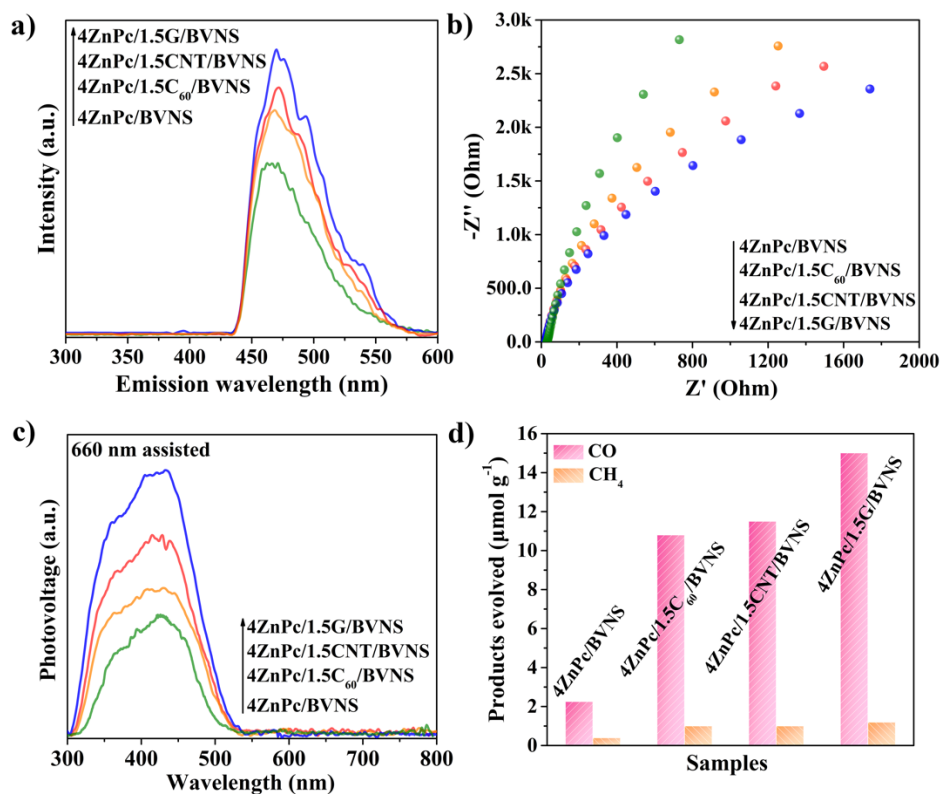 a)
4ZnPc/1.5G/BVNS
4ZnPc/1.5CNT/BVNS
4ZnPc/1.5C₆₀/BVNS
4ZnPc/BVNS
Intensity (a.u.)
300 350 400 450 500 550 600
Emission wavelength (nm)
b)
3.0k
2.5k
2.0k
1.5k
1.0k
500.0
0.0
-Z'' (Ohm)
4ZnPc/BVNS
4ZnPc/1.5C₆₀/BVNS
4ZnPc/1.5CNT/BVNS
4ZnPc/1.5G/BVNS
0 400 800 1200 1600 2000
Z' (Ohm)
c)
660 nm assisted
Photovoltage (a.u.)
4ZnPc/1.5G/BVNS
4ZnPc/1.5CNT/BVNS
4ZnPc/1.5C₆₀/BVNS
4ZnPc/BVNS
300 400 500 600 700 800
Wavelength (nm)
d)
16
14
12
10
8
6
4
2
0
Products evolved (μmol g⁻¹)
CO
CH₄
4ZnPc/BVNS
4ZnPc/1.5C₆₀/BVNS
4ZnPc/1.5CNT/BVNS
4ZnPc/1.5G/BVNS
Samples